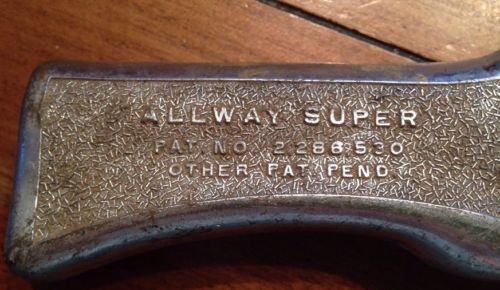 ALLWAY SUPER
PAT. NO. 2286530
OTHER PAT. PEND